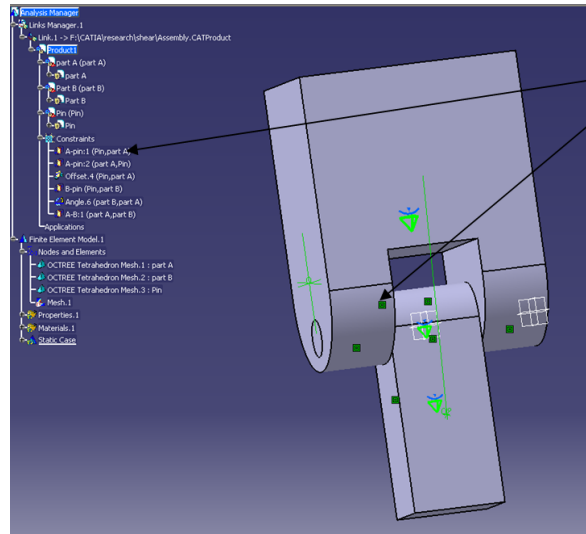 Analysis Manager
Links Manager.1
Link.1 -> F:\CATIA\research\shear\Assembly.CATProduct
Product1
part A (part A)
part A
Part B (Part B)
Part B
Pin (Pin)
Pin
Constraints
A-pin:1 (Pin,part A)
A-pin:2 (part A,Pin)
Offset.4 (Pin,part A)
B-pin (Pin,part B)
Angle.6 (part B,part A)
A-B:1 (part A,part B)
Applications
Finite Element Model.1
Nodes and Elements
OCTREE Tetrahedron Mesh.1 : part A
OCTREE Tetrahedron Mesh.2 : part B
OCTREE Tetrahedron Mesh.3 : Pin
Mesh.1
Properties.1
Materials.1
Static Case